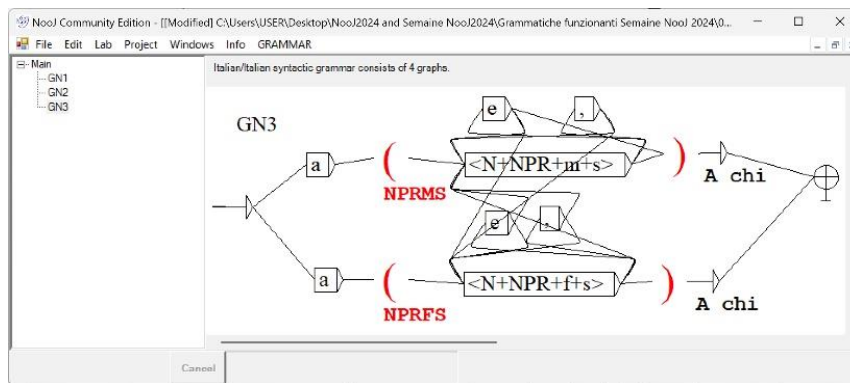 NooJ Community Edition - [[Modified] C:\Users\USER\Desktop\NooJ2024 and Semaine NooJ2024\Grammatiche funzionanti Semaine NooJ 2024\0...
File Edit Lab Project Windows Info GRAMMAR
Main
GN1
GN2
GN3
Italian/Italian syntactic grammar consists of 4 graphs.
GN3
e ,
a ( <N+NPR+m+s> )
NPRMS
A chi
e ,
a ( <N+NPR+f+s> )
NPRFS
A chi
Cancel